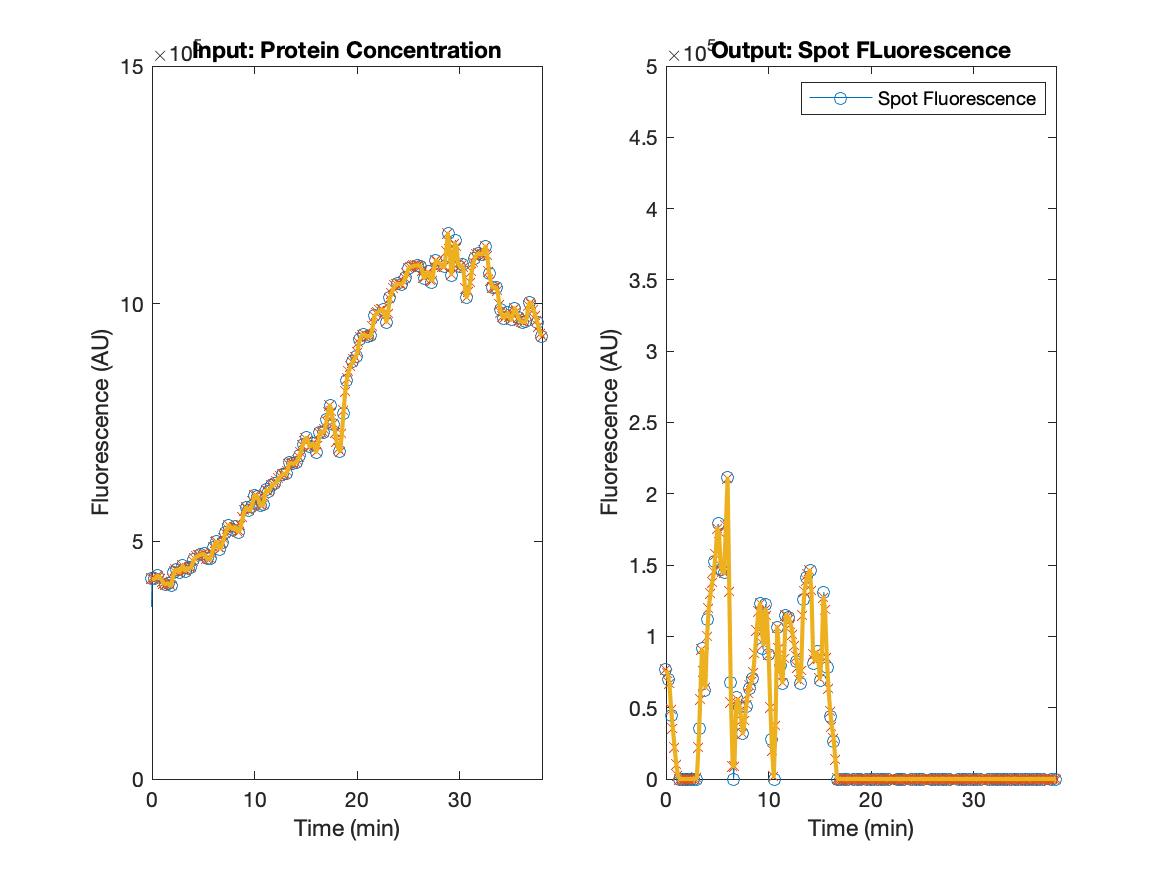 ×10⁵
Input: Protein Concentration
15
10
5
0
Fluorescence (AU)
0 10 20 30
Time (min)
×10⁵
Output: Spot FLuorescence
Spot Fluorescence
5
4.5
4
3.5
3
2.5
2
1.5
1
0.5
0
Fluorescence (AU)
0 10 20 30
Time (min)